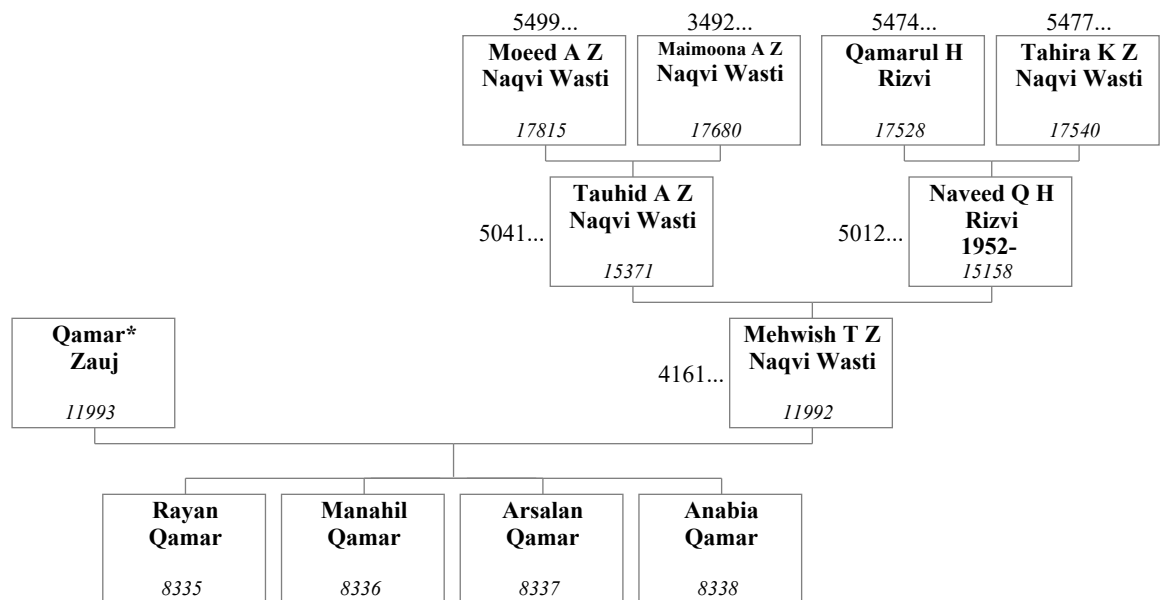 5499...
3492...
5474...
5477...
Moeed A Z
Naqvi Wasti
17815
Maimoona A Z
Naqvi Wasti
17680
Qamarul H
Rizvi
17528
Tahira K Z
Naqvi Wasti
17540
5041...
Tauhid A Z
Naqvi Wasti
15371
5012...
Naveed Q H
Rizvi
1952-
15158
Qamar*
Zauj
11993
4161...
Mehwish T Z
Naqvi Wasti
11992
Rayan
Qamar
8335
Manahil
Qamar
8336
Arsalan
Qamar
8337
Anabia
Qamar
8338